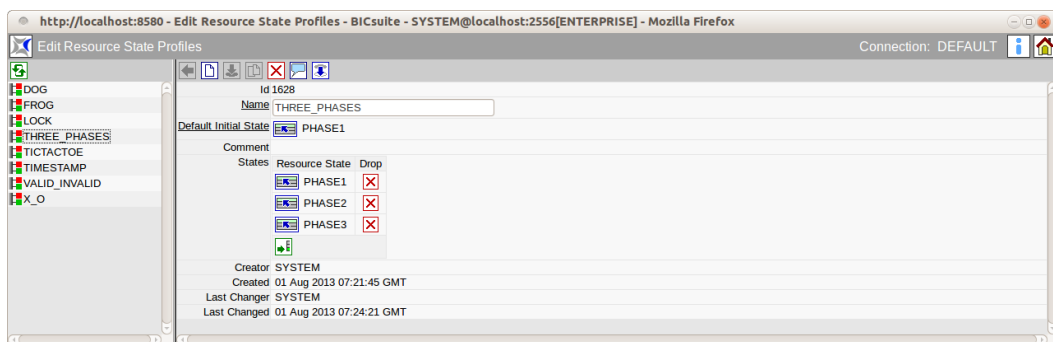 http://localhost:8580 - Edit Resource State Profiles - BICsuite - SYSTEM@localhost:2556[ENTERPRISE] - Mozilla Firefox
Edit Resource State Profiles
Connection: DEFAULT
DOG
FROG
LOCK
THREE_PHASES
TICTACTOE
TIMESTAMP
VALID_INVALID
X_O
Id 1628
Name THREE_PHASES
Default Initial State PHASE1
Comment
States Resource State Drop
PHASE1
PHASE2
PHASE3
Creator SYSTEM
Created 01 Aug 2013 07:21:45 GMT
Last Changer SYSTEM
Last Changed 01 Aug 2013 07:24:21 GMT